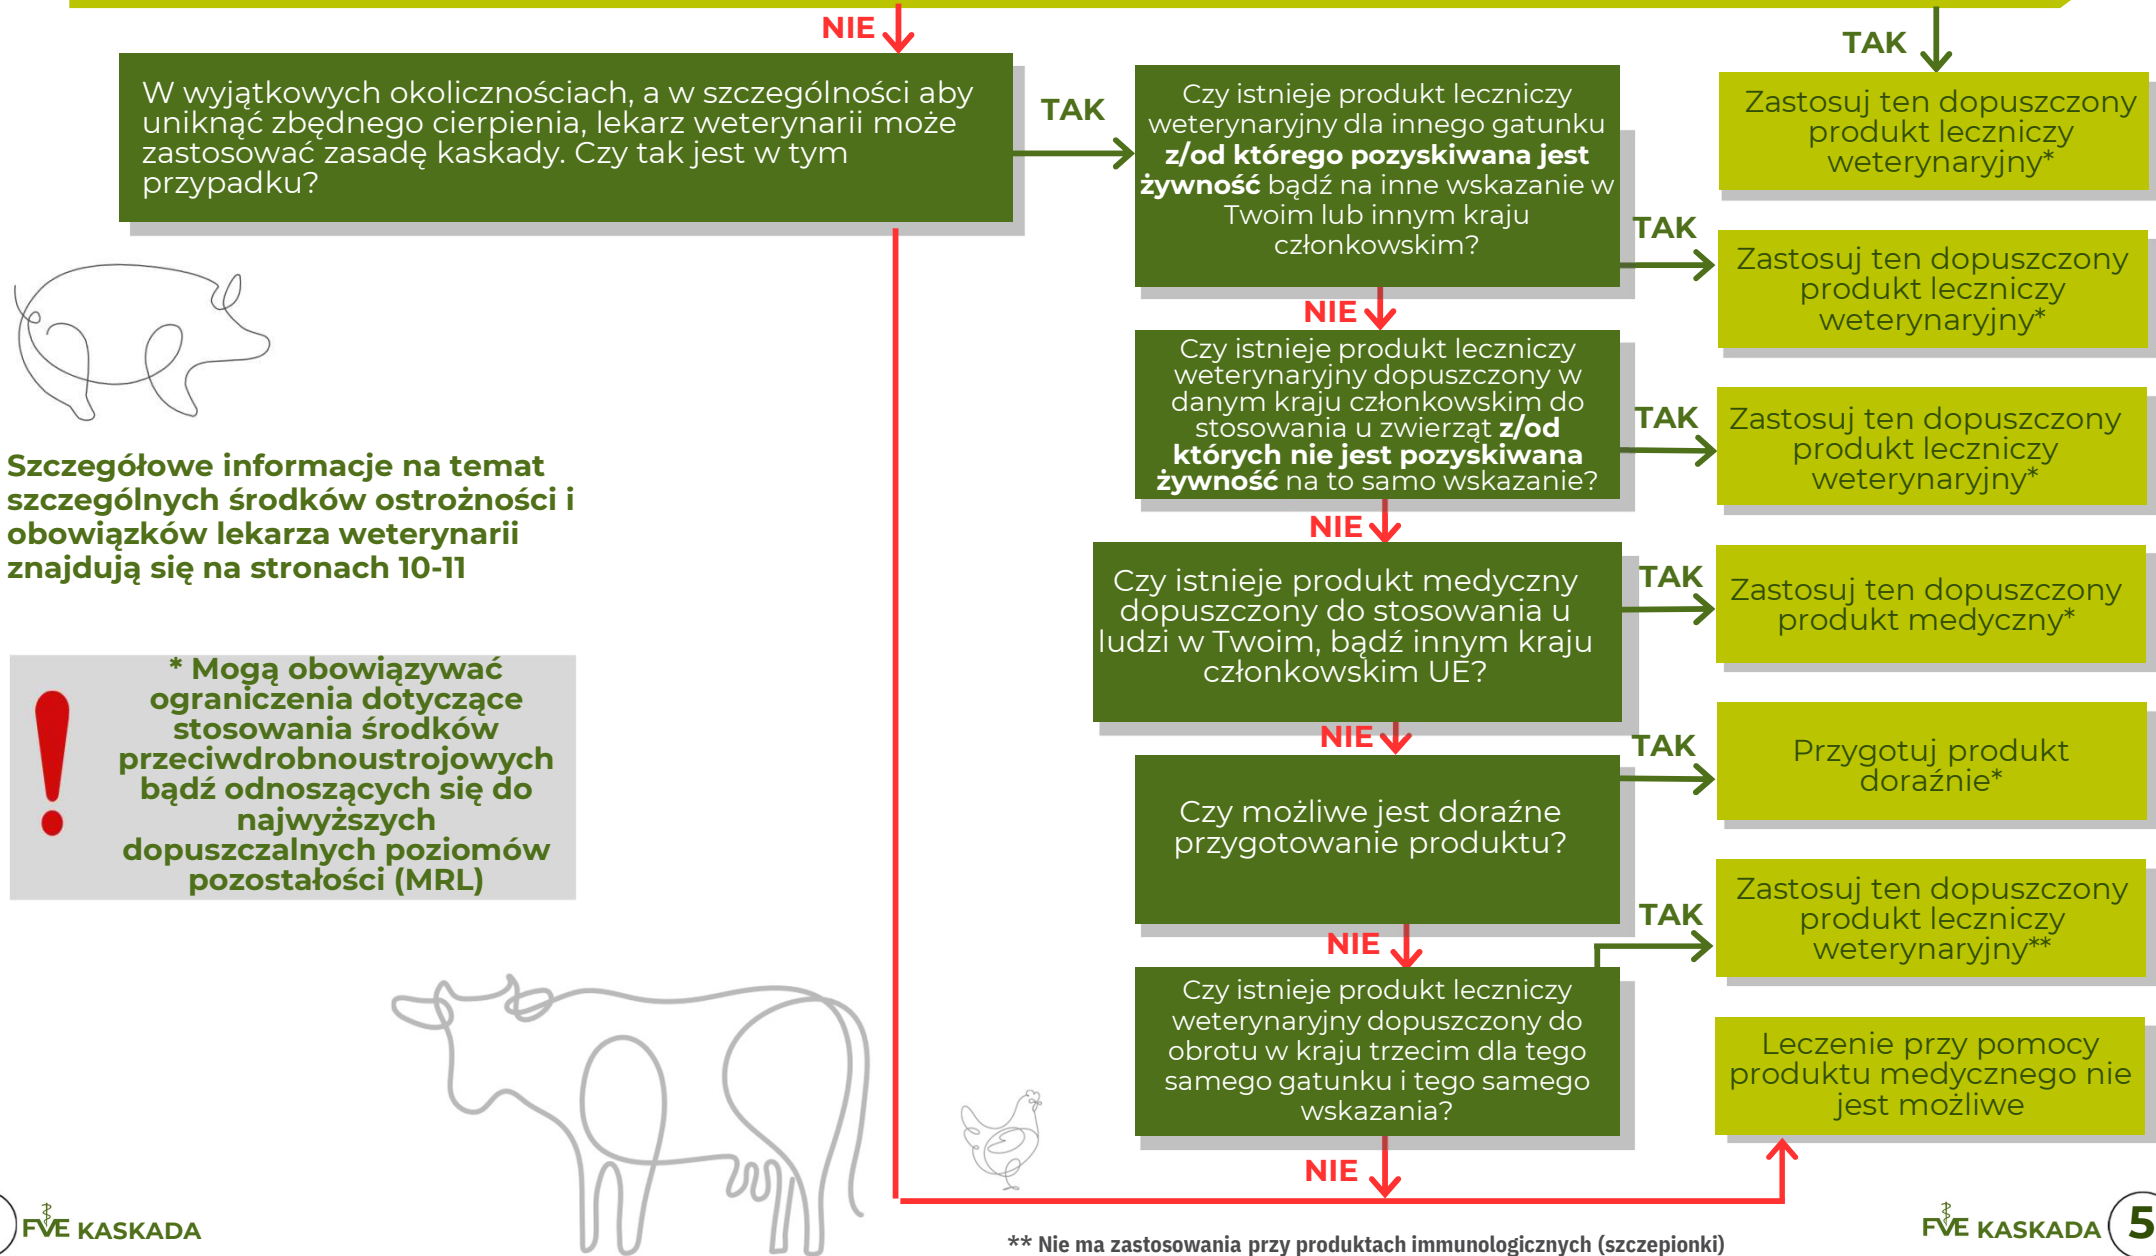 NIE
TAK
W wyjątkowych okolicznościach, a w szczególności aby
uniknąć zbędnego cierpienia, lekarz weterynarii może
zastosować zasadę kaskady. Czy tak jest w tym
przypadku?
TAK
Czy istnieje produkt leczniczy
weterynaryjny dla innego gatunku
z/od którego pozyskiwana jest
żywność bądź na inne wskazanie w
Twoim lub innym kraju
członkowskim?
Zastosuj ten dopuszczony
produkt leczniczy
weterynaryjny*
TAK
Zastosuj ten dopuszczony
produkt leczniczy
weterynaryjny*
NIE
Czy istnieje produkt leczniczy
weterynaryjny dopuszczony w
danym kraju członkowskim do
stosowania u zwierząt z/od
których nie jest pozyskiwana
żywność na to samo wskazanie?
TAK
Zastosuj ten dopuszczony
produkt leczniczy
weterynaryjny*
Szczegółowe informacje na temat
szczególnych środków ostrożności i
obowiązków lekarza weterynarii
znajdują się na stronach 10-11
NIE
Czy istnieje produkt medyczny
dopuszczony do stosowania u
ludzi w Twoim, bądź innym kraju
członkowskim UE?
TAK
Zastosuj ten dopuszczony
produkt medyczny*
* Mogą obowiązywać
ograniczenia dotyczące
stosowania środków
przeciwdrobnoustrojowych
bądź odnoszących się do
najwyższych
dopuszczalnych poziomów
pozostałości (MRL)
NIE
Czy możliwe jest doraźne
przygotowanie produktu?
TAK
Przygotuj produkt
doraźnie*
NIE
Czy istnieje produkt leczniczy
weterynaryjny dopuszczony do
obrotu w kraju trzecim dla tego
samego gatunku i tego samego
wskazania?
TAK
Zastosuj ten dopuszczony
produkt leczniczy
weterynaryjny**
NIE
Leczenie przy pomocy
produktu medycznego nie
jest możliwe
FVE KASKADA
** Nie ma zastosowania przy produktach immunologicznych (szczepionki)
FVE KASKADA 5